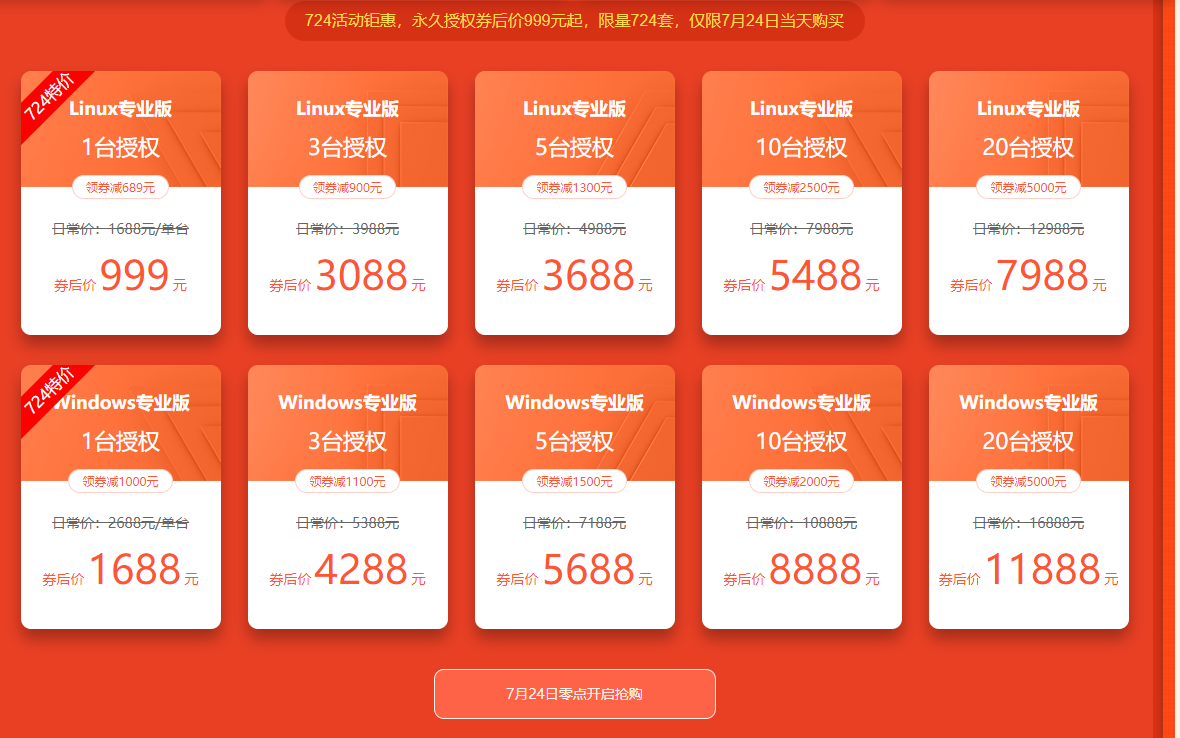 724活动钜惠，永久授权券后价999元起，限量724套，仅限7月24日当天购买
724特价
Linux专业版
1台授权
领券减689元
日常价：1688元/单台
券后价 999 元
Linux专业版
3台授权
领券减900元
日常价：3988元
券后价 3088 元
Linux专业版
5台授权
领券减1300元
日常价：4988元
券后价 3688 元
Linux专业版
10台授权
领券减2500元
日常价：7988元
券后价 5488 元
Linux专业版
20台授权
领券减5000元
日常价：12988元
券后价 7988 元
724特价
Windows专业版
1台授权
领券减1000元
日常价：2688元/单台
券后价 1688 元
Windows专业版
3台授权
领券减1100元
日常价：5388元
券后价 4288 元
Windows专业版
5台授权
领券减1500元
日常价：7188元
券后价 5688 元
Windows专业版
10台授权
领券减2000元
日常价：10888元
券后价 8888 元
Windows专业版
20台授权
领券减5000元
日常价：16888元
券后价 11888 元
7月24日零点开启抢购